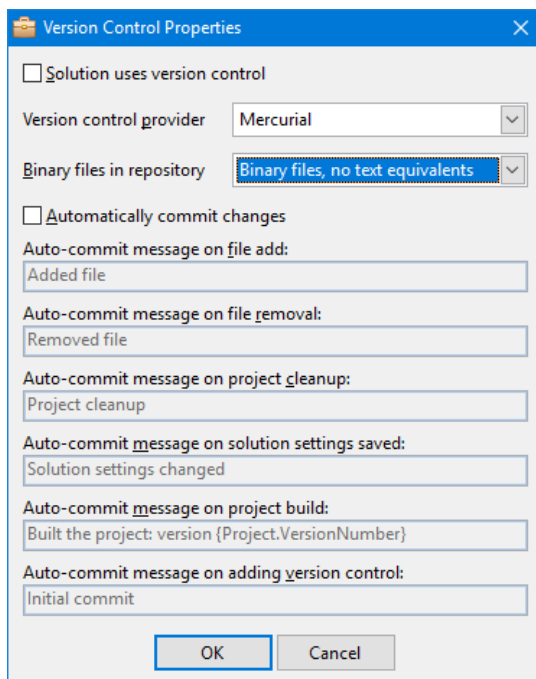 Version Control Properties
Solution uses version control
Version control provider Mercurial
Binary files in repository Binary files, no text equivalents
Automatically commit changes
Auto-commit message on file add:
Added file
Auto-commit message on file removal:
Removed file
Auto-commit message on project cleanup:
Project cleanup
Auto-commit message on solution settings saved:
Solution settings changed
Auto-commit message on project build:
Built the project: version {Project.VersionNumber}
Auto-commit message on adding version control:
Initial commit
OK Cancel